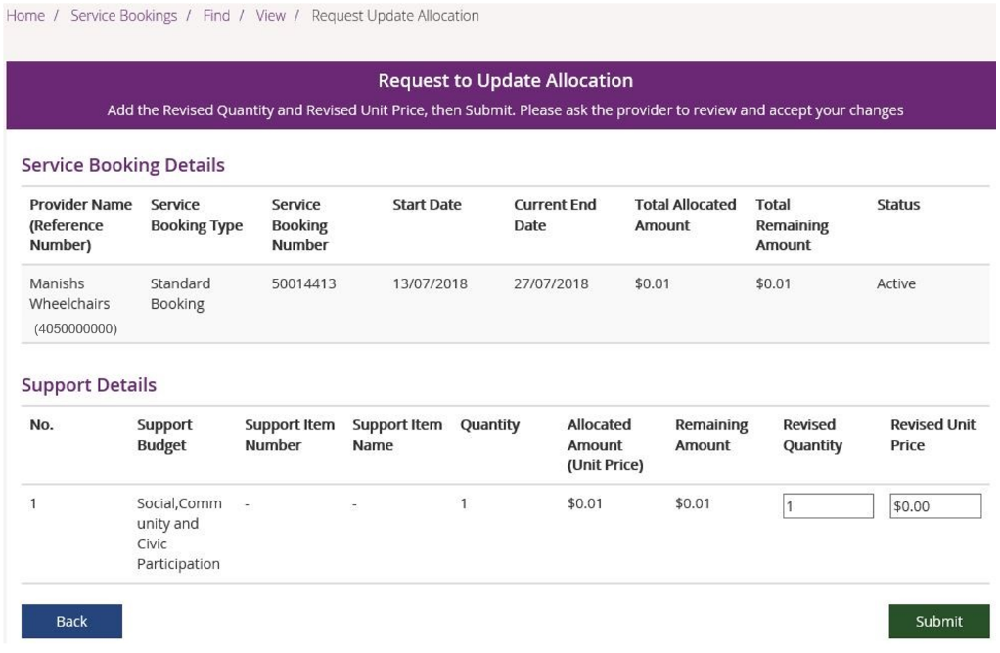 Home / Service Bookings / Find / View / Request Update Allocation
Request to Update Allocation
Add the Revised Quantity and Revised Unit Price, then Submit. Please ask the provider to review and accept your changes
Service Booking Details
Provider Name Service Service Start Date Current End Total Allocated Total Status
(Reference Booking Type Booking Date Amount Remaining
Number) Number Amount
Manishs Standard 50014413 13/07/2018 27/07/2018 $0.01 $0.01 Active
Wheelchairs Booking
(4050000000)
Support Details
No. Support Support Item Support Item Quantity Allocated Remaining Revised Revised Unit
Budget Number Name Amount Amount Quantity Price
(Unit Price)
1 Social,Comm - - 1 $0.01 $0.01 1 $0.00
unity and
Civic
Participation
Back Submit